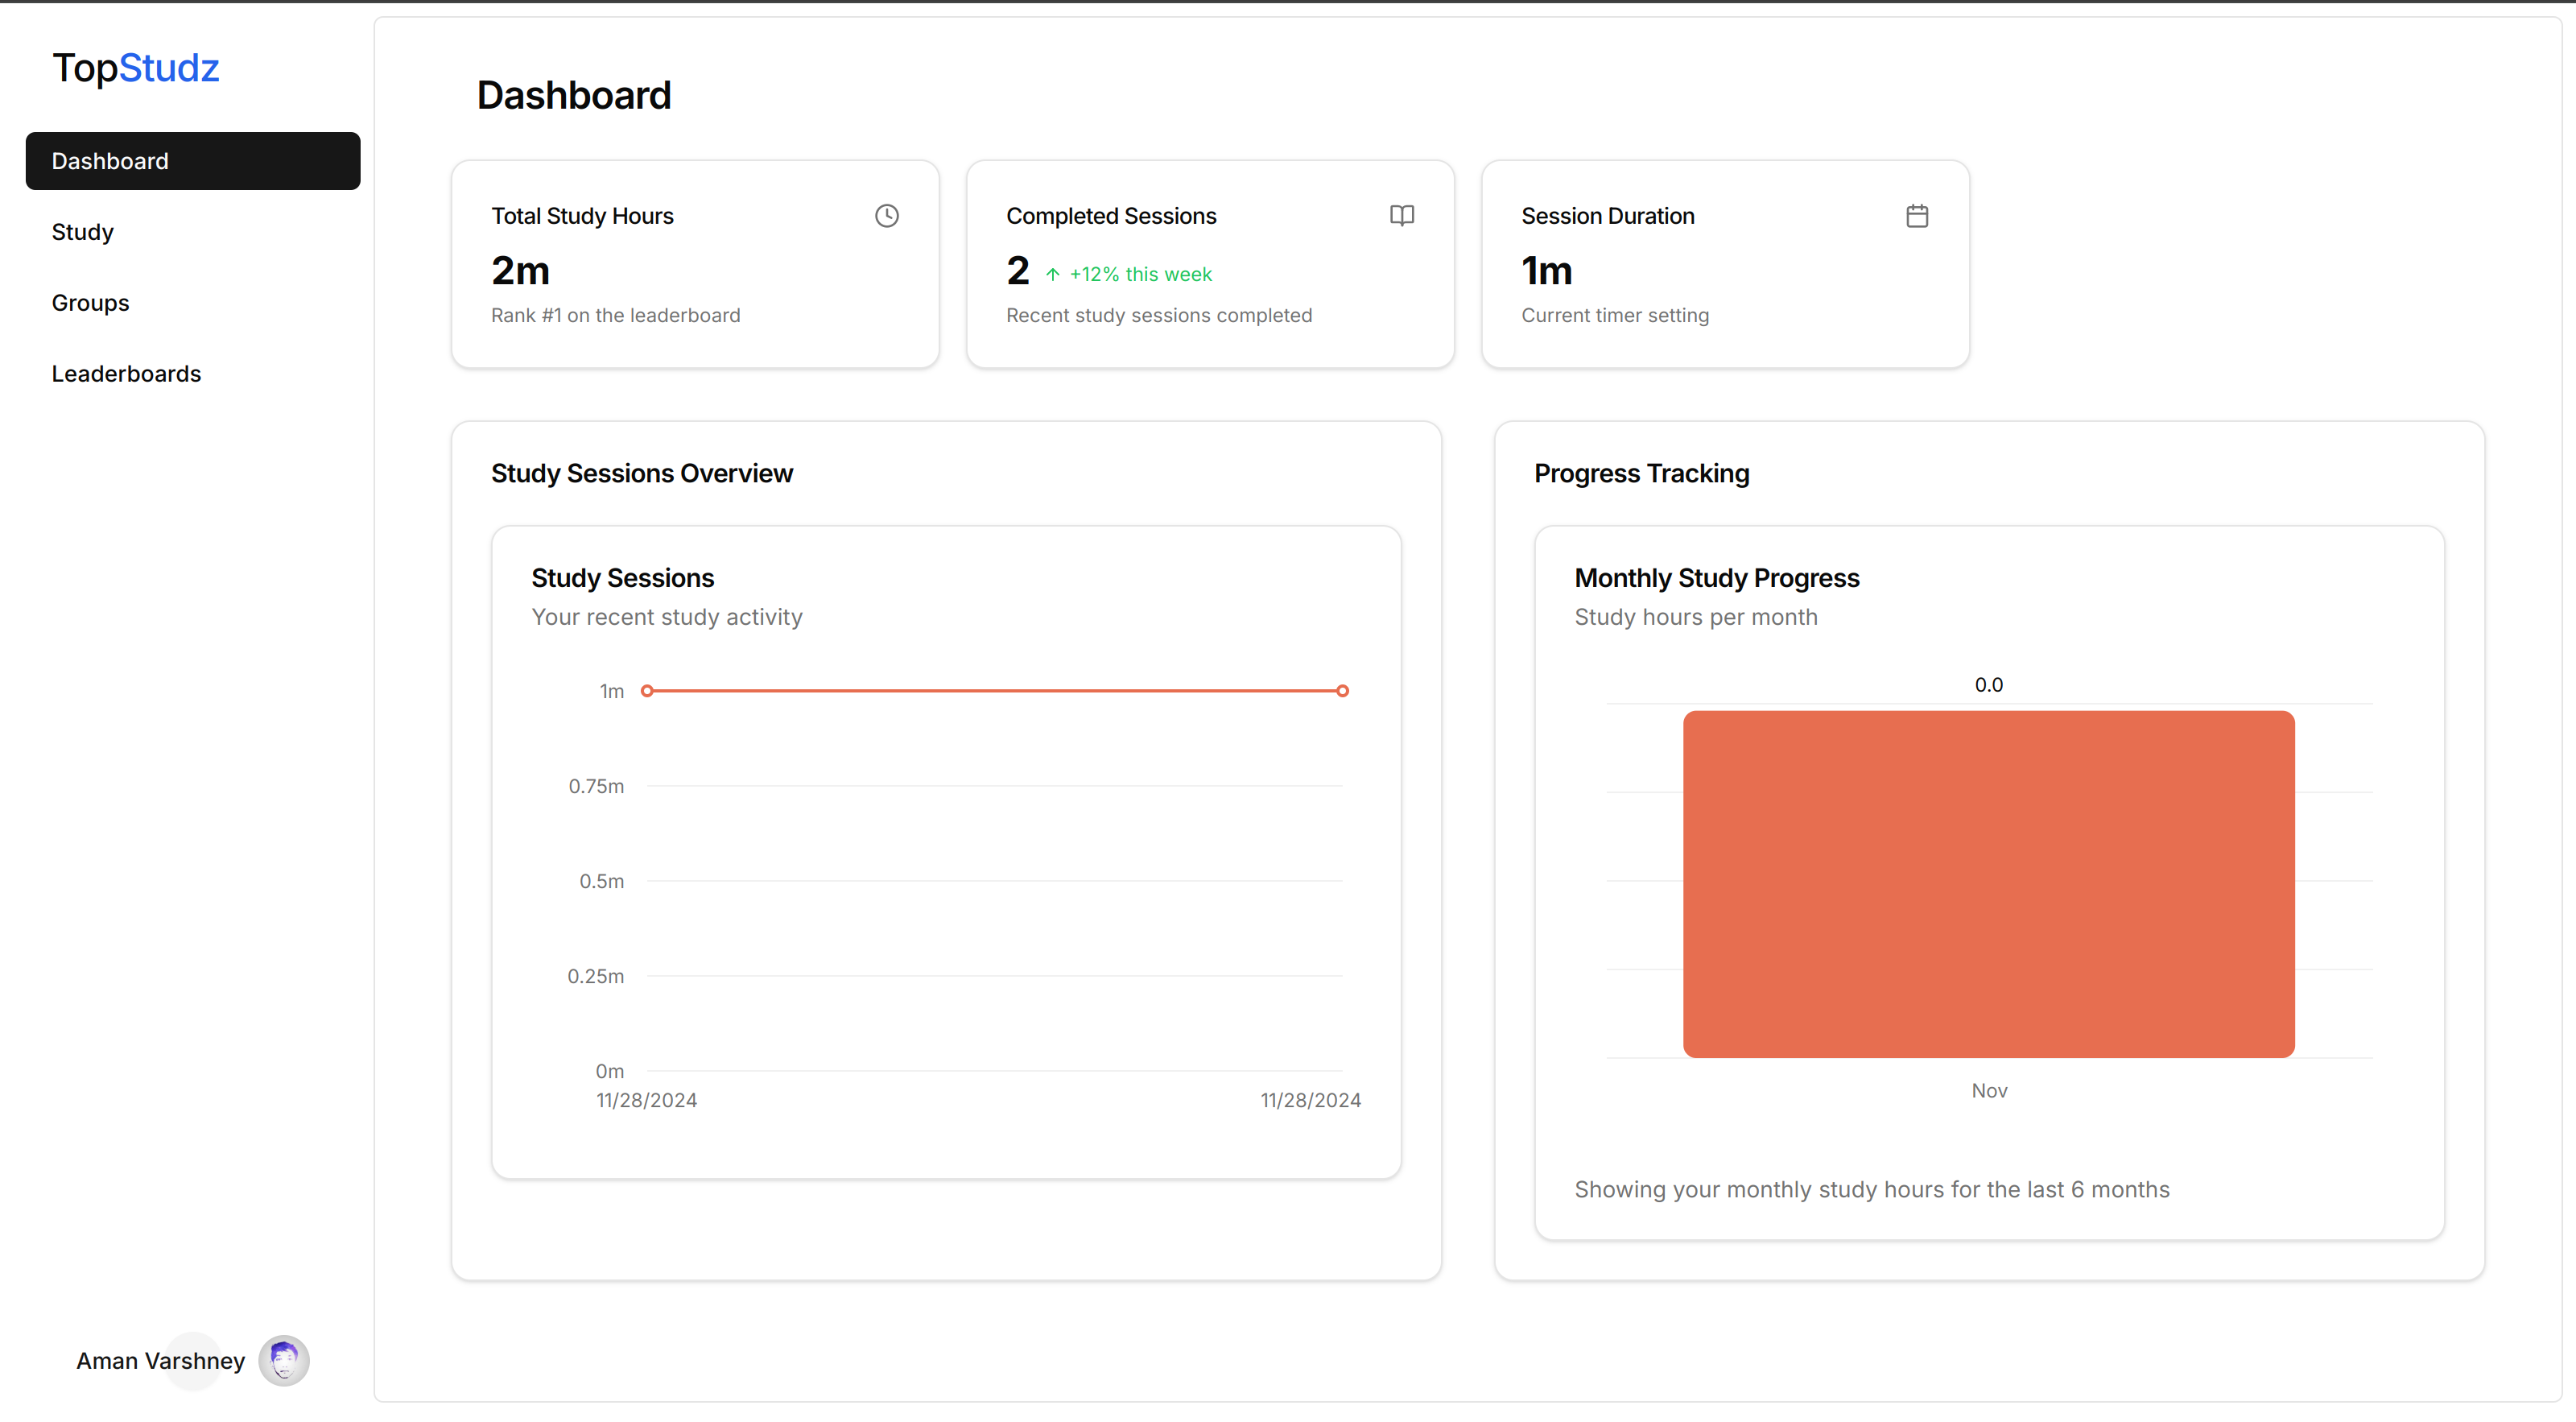 TopStudz
Dashboard
Study
Groups
Leaderboards
Aman Varshney
Dashboard
Total Study Hours
2m
Rank #1 on the leaderboard
Completed Sessions
2 ↑ +12% this week
Recent study sessions completed
Session Duration
1m
Current timer setting
Study Sessions Overview
Study Sessions
Your recent study activity
1m
0.75m
0.5m
0.25m
0m
11/28/2024 11/28/2024
Progress Tracking
Monthly Study Progress
Study hours per month
0.0
Nov
Showing your monthly study hours for the last 6 months